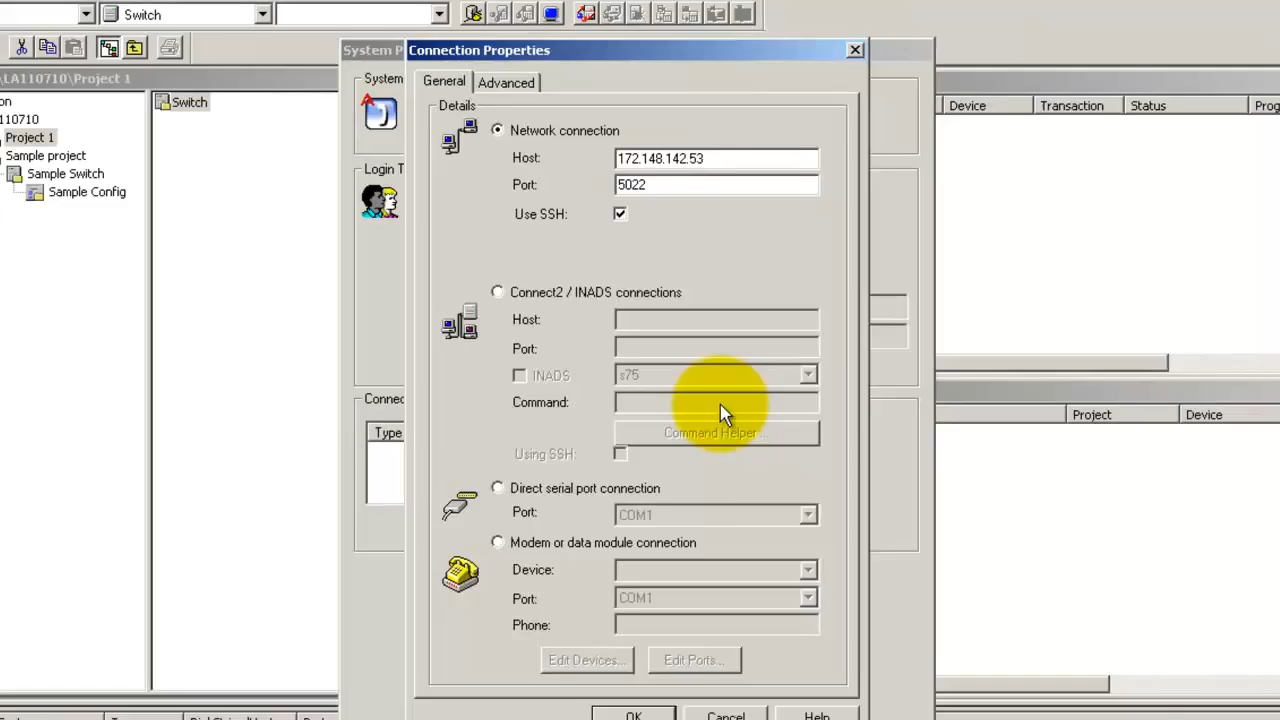 Switch
System P
Connection Properties
\LA110710\Project 1
General
Advanced
System
Details
on
Switch
Device
Transaction
Status
Prog
110710
Network connection
Project 1
Host:
172.148.142.53
Sample project
Login T
Port:
5022
Sample Switch
Sample Config
Use SSH:
Connect2 / INADS connections
Host:
Port:
INADS
s75
Connec
Command:
Project
Device
Type
Command Helper...
Using SSH:
Direct serial port connection
Port:
COM1
Modem or data module connection
Device:
Port:
COM1
Phone:
Edit Devices...
Edit Ports...
OK
Cancel
Help